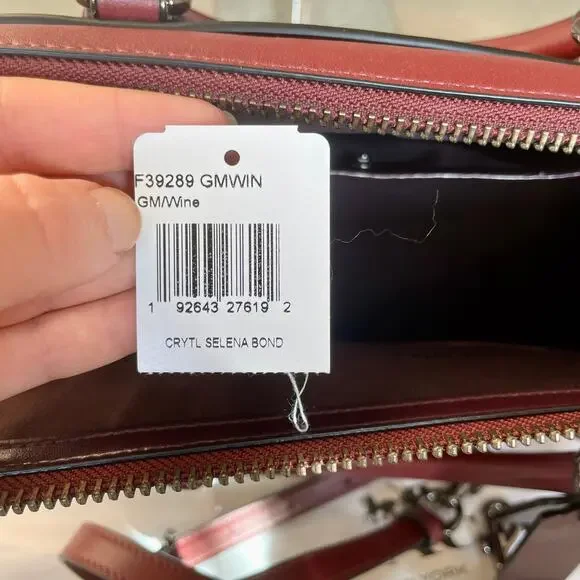 F39289 GMWIN
GM/Wine
1 92643 27619 2
CRYTL SELENA BOND